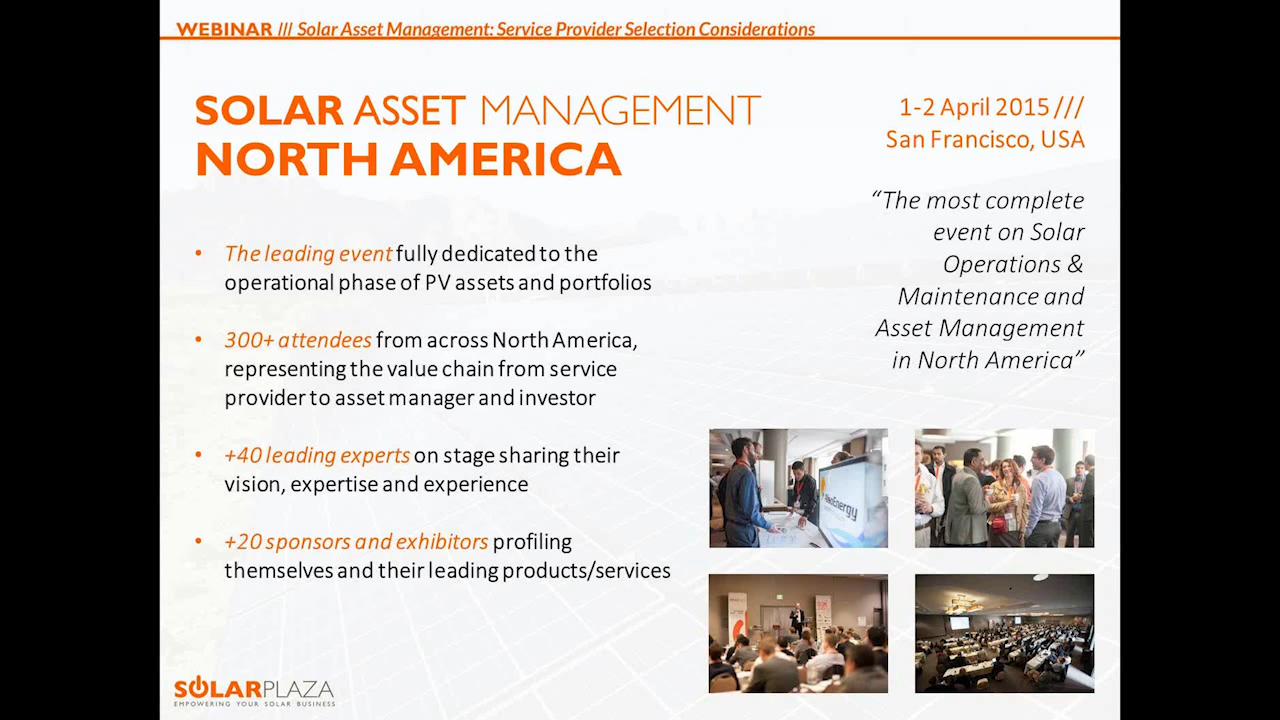 WEBINAR /// Solar Asset Management: Service Provider Selection Considerations
SOLAR ASSET MANAGEMENT
NORTH AMERICA
1-2 April 2015 ///
San Francisco, USA
“The most complete
event on Solar
Operations &
Maintenance and
Asset Management
in North America”
• The leading event fully dedicated to the
operational phase of PV assets and portfolios
• 300+ attendees from across North America,
representing the value chain from service
provider to asset manager and investor
• +40 leading experts on stage sharing their
vision, expertise and experience
• +20 sponsors and exhibitors profiling
themselves and their leading products/services
SOLARPLAZA
EMPOWERING YOUR SOLAR BUSINESS